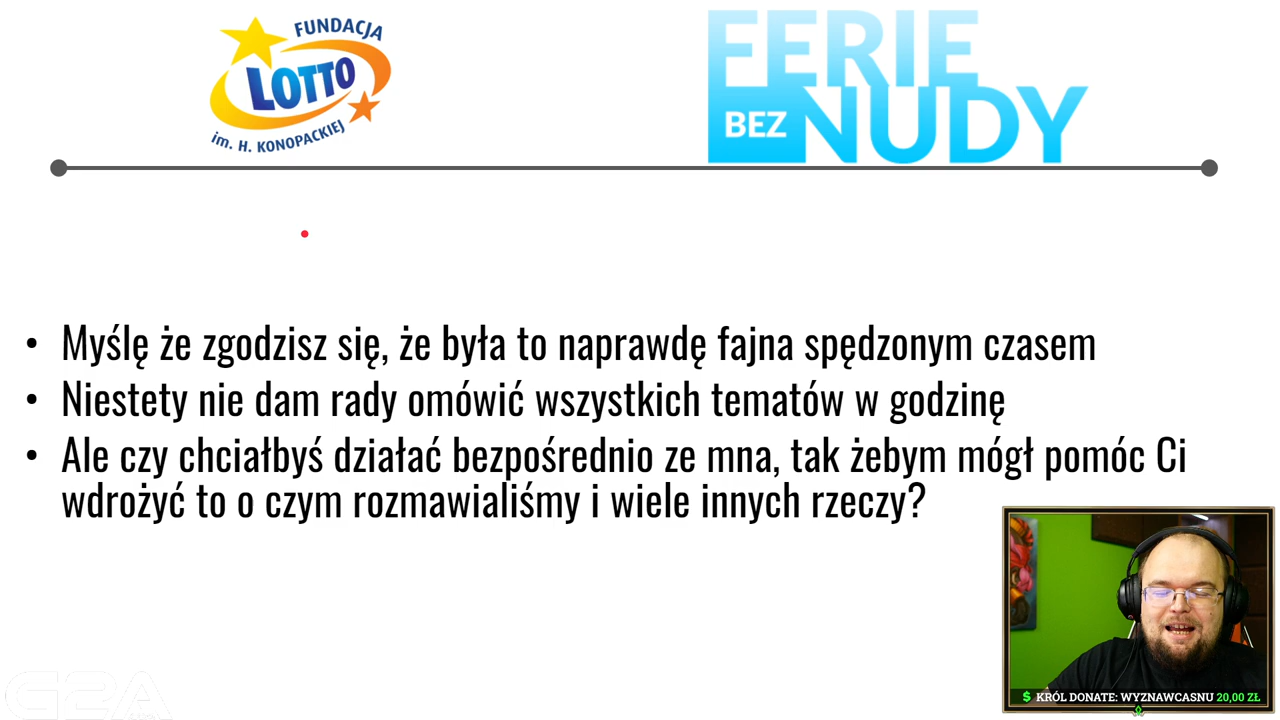 FUNDACJA
LOTTO
im. H. KONOPACKIEJ
FERIE
BEZ NUDY
• Myślę że zgodzisz się, że była to naprawdę fajna spędzonym czasem
• Niestety nie dam rady omówić wszystkich tematów w godzinę
• Ale czy chciałbyś działać bezpośrednio ze mna, tak żebym mógł pomóc Ci
wdrożyć to o czym rozmawialiśmy i wiele innych rzeczy?
$ KRÓL DONATE: WYZNAWCASNU 20,00 ZŁ
G2A